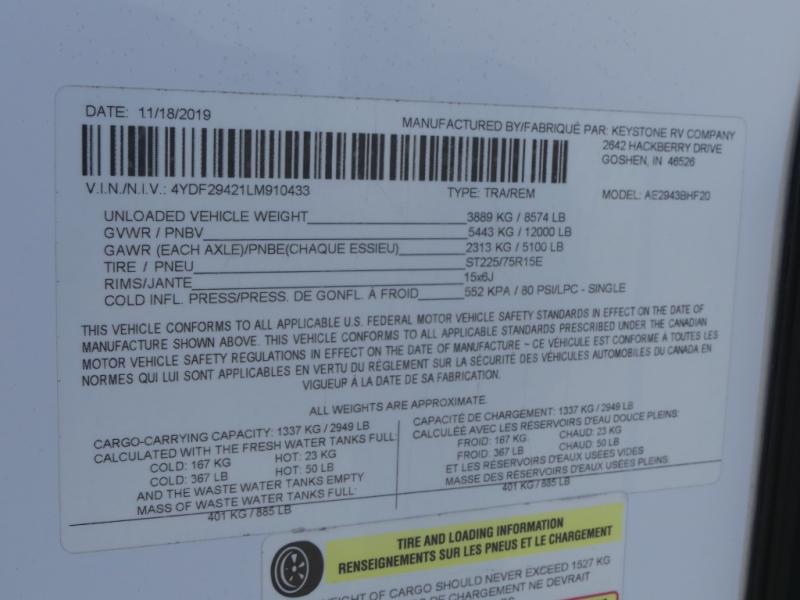 DATE: 11/18/2019
MANUFACTURED BY/FABRIQUÉ PAR: KEYSTONE RV COMPANY
2642 HACKBERRY DRIVE
GOSHEN, IN 46526
V.I.N./N.I.V.: 4YDF29421LM910433 TYPE: TRA/REM MODEL: AE2943BHF20
UNLOADED VEHICLE WEIGHT 3889 KG / 8574 LB
GVWR / PNBV 5443 KG / 12000 LB
GAWR (EACH AXLE)/PNBE(CHAQUE ESSIEU) 2313 KG / 5100 LB
TIRE / PNEU ST225/75R15E
RIMS/JANTE 15x6J
COLD INFL. PRESS/PRESS. DE GONFL. À FROID 552 KPA / 80 PSI/LPC - SINGLE
THIS VEHICLE CONFORMS TO ALL APPLICABLE U.S. FEDERAL MOTOR VEHICLE SAFETY STANDARDS IN EFFECT ON THE DATE OF
MANUFACTURE SHOWN ABOVE. THIS VEHICLE CONFORMS TO ALL APPLICABLE STANDARDS PRESCRIBED UNDER THE CANADIAN
MOTOR VEHICLE SAFETY REGULATIONS IN EFFECT ON THE DATE OF MANUFACTURE ~ CE VÉHICULE EST CONFORME À TOUTES
NORMES QUI LUI SONT APPLICABLES EN VERTU DU RÉGLEMENT SUR LA SÉCURITÉ DES VÉHICULES AUTOMOBILES DU CANADA EN
VIGUEUR À LA DATE DE SA FABRICATION.
ALL WEIGHTS ARE APPROXIMATE.
CARGO-CARRYING CAPACITY: 1337 KG / 2949 LB
CALCULATED WITH THE FRESH WATER TANKS FULL:
COLD: 167 KG HOT: 23 KG
COLD: 367 LB HOT: 50 LB
AND THE WASTE WATER TANKS EMPTY
MASS OF WASTE WATER TANKS FULL:
401 KG / 885 LB
CAPACITÉ DE CHARGEMENT: 1337 KG / 2949 LB
CALCULÉE AVEC LES RÉSERVOIRS D'EAU DOUCE PLEINS:
FROID: 167 KG. CHAUD: 23 KG
FROID: 367 LB CHAUD: 50 LB
ET LES RÉSERVOIRS D'EAUX USÉES VIDES
MASSE DES RÉSERVOIRS D'EAUX USÉES PLEINS:
401 KG / 885 LB
TIRE AND LOADING INFORMATION
RENSEIGNEMENTS SUR LES PNEUS ET LE CHARGEMENT
WEIGHT OF CARGO SHOULD NEVER EXCEED 1527 KG
DE CHARGEMENT NE DEVRAIT